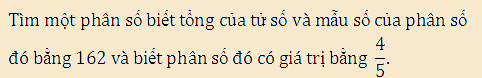 Tìm một phân số biết tổng của tử số và mẫu số của phân số
đó bằng 162 và biết phân số đó có giá trị bằng 4/5.